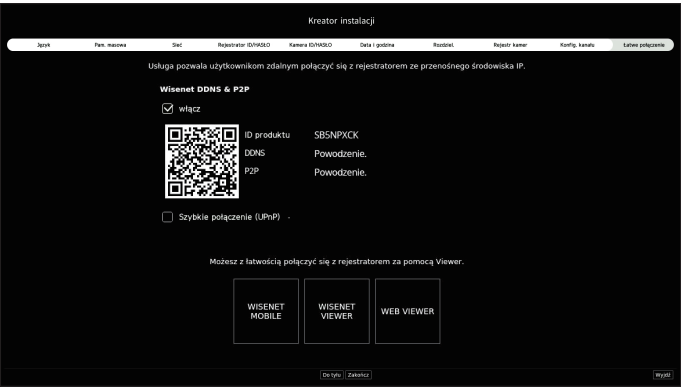 Kreator instalacji
Język Pam. masowa Sieć Rejestrator ID/HASŁO Kamera ID/HASŁO Data i godzina Rozdziel. Rejestr kamer Konfig. kanału Łatwe połączenie
Usługa pozwala użytkownikom zdalnym połączyć się z rejestratorem ze przenośnego środowiska IP.
Wisenet DDNS & P2P
włącz
ID produktu SB5NPXCK
DDNS Powodzenie.
P2P Powodzenie.
Szybkie połączenie (UPnP) -
Możesz z łatwością połączyć się z rejestratorem za pomocą Viewer.
WISENET MOBILE
WISENET VIEWER
WEB VIEWER
Do tyłu Zakończ Wyjdź